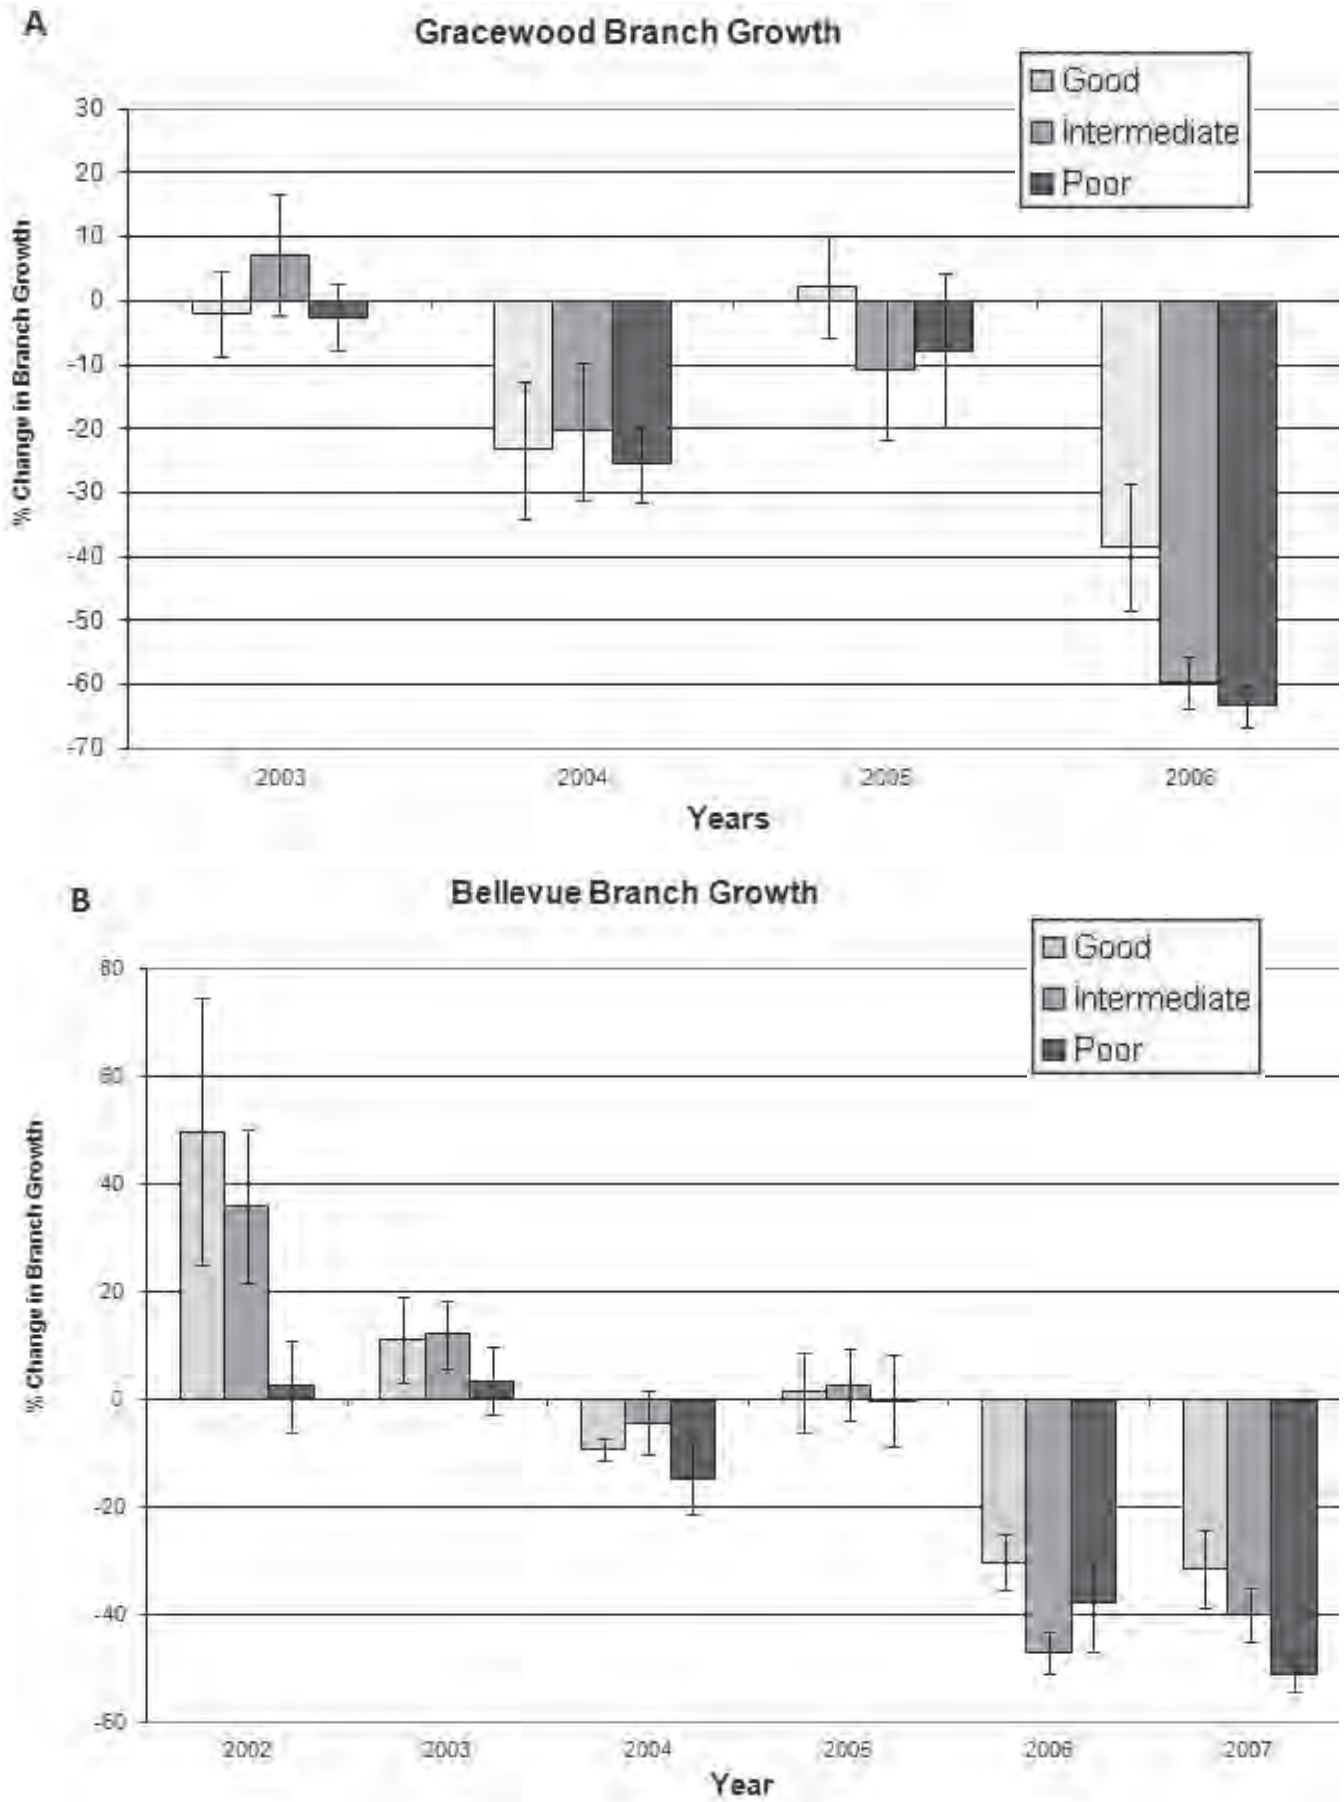 A
Gracewood Branch Growth
Good
Intermediate
Poor
30
20
10
0
-10
-20
-30
-40
-50
-60
-70
% Change in Branch Growth
2003
2004
2005
2006
Years
B
Bellevue Branch Growth
Good
Intermediate
Poor
80
60
40
20
0
-20
-40
-60
% Change in Branch Growth
2002
2003
2004
2005
2006
2007
Year